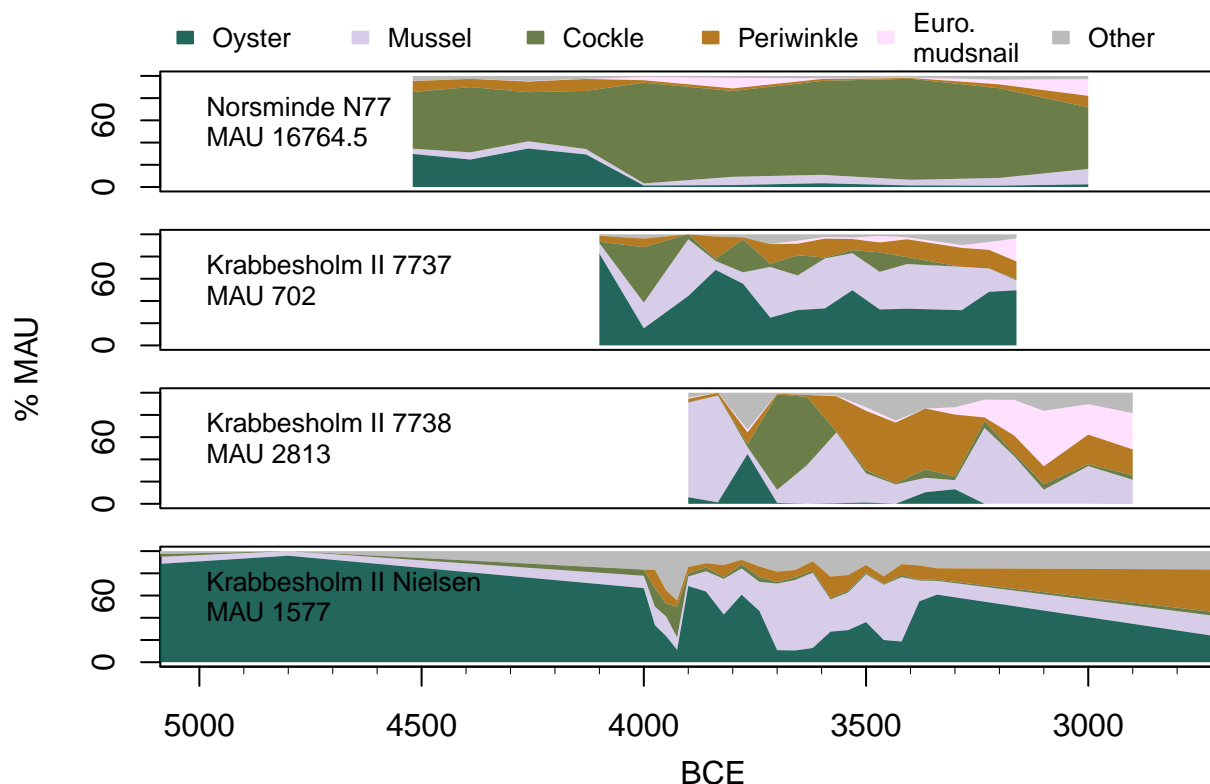 Oyster
Mussel
Cockle
Periwinkle
Euro.
mudsnail
Other
% MAU
60
0
Norsminde N77
MAU 16764.5
60
0
Krabbesholm II 7737
MAU 702
60
0
Krabbesholm II 7738
MAU 2813
60
0
Krabbesholm II Nielsen
MAU 1577
5000 4500 4000 3500 3000
BCE